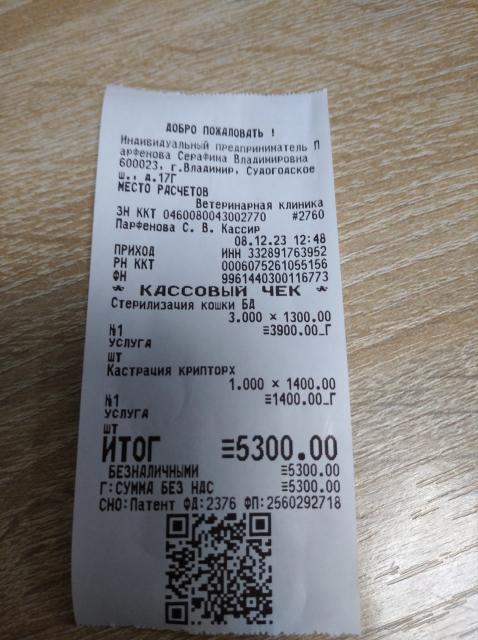 ДОБРО ПОЖАЛОВАТЬ !
Индивидуальный предприниматель П
арфенова Серафина Владимировна
600023, г.Владимир, Судогодское
ш., д.17Г
МЕСТО РАСЧЕТОВ
Ветеринарная клиника
ЗН ККТ 0460080043002770 #2760
Парфенова С. В. Кассир
08.12.23 12:48
ПРИХОД ИНН 332891763952
РН ККТ 0006075261055156
ФН 9961440300116773
* КАССОВЫЙ ЧЕК *
Стерилизация кошки БД
3.000 × 1300.00
№1 ≡3900.00_Г
УСЛУГА
шт
Кастрация крипторх
1.000 × 1400.00
№1 ≡1400.00_Г
УСЛУГА
шт
ИТОГ ≡5300.00
БЕЗНАЛИЧНЫМИ ≡5300.00
Г:СУММА БЕЗ НДС ≡5300.00
СНО:Патент ФД:2376 ФП:2560292718